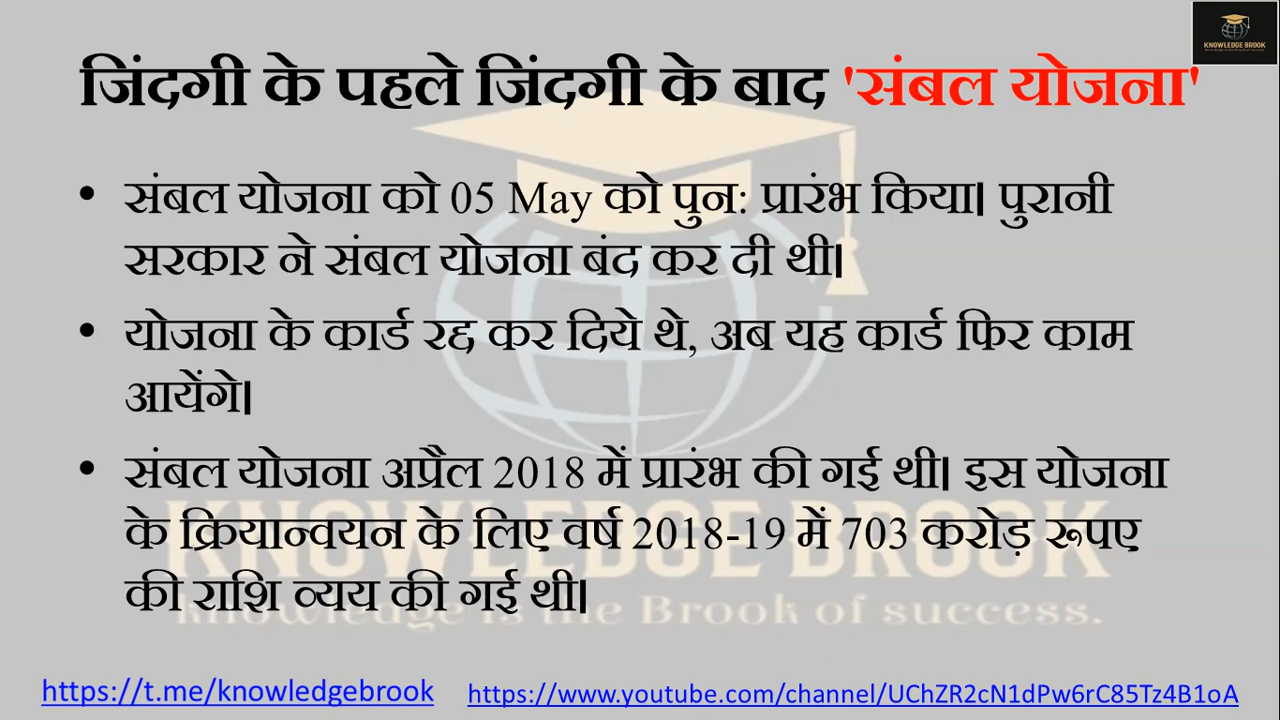 KNOWLEDGE BROOK
जिंदगी के पहले जिंदगी के बाद 'संबल योजना'
• संबल योजना को 05 May को पुन: प्रारंभ किया। पुरानी
सरकार ने संबल योजना बंद कर दी थी।
• योजना के कार्ड रद्द कर दिये थे, अब यह कार्ड फिर काम
आयेंगे।
• संबल योजना अप्रैल 2018 में प्रारंभ की गई थी। इस योजना
के क्रियान्वयन के लिए वर्ष 2018-19 में 703 करोड़ रूपए
की राशि व्यय की गई थी।
KNOWLEDGE BROOK
knowledge is the Brook of success.
https://t.me/knowledgebrook https://www.youtube.com/channel/UChZR2cN1dPw6rC85Tz4B1oA